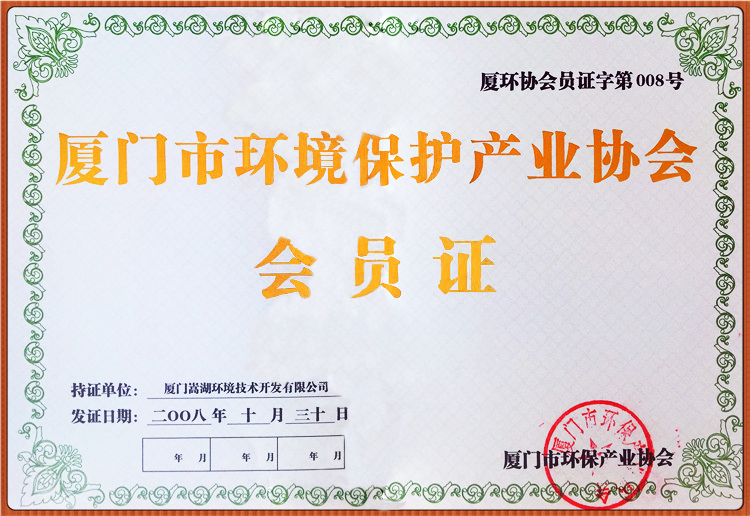 厦环协会员证字第008号
厦门市环境保护产业协会
会员证
持证单位： 厦门嵩湖环境技术开发有限公司
发证日期：二〇〇八年 十 月 三十 日
年 月 年 月 年 月
厦门市环保产业协会
厦门市环保产